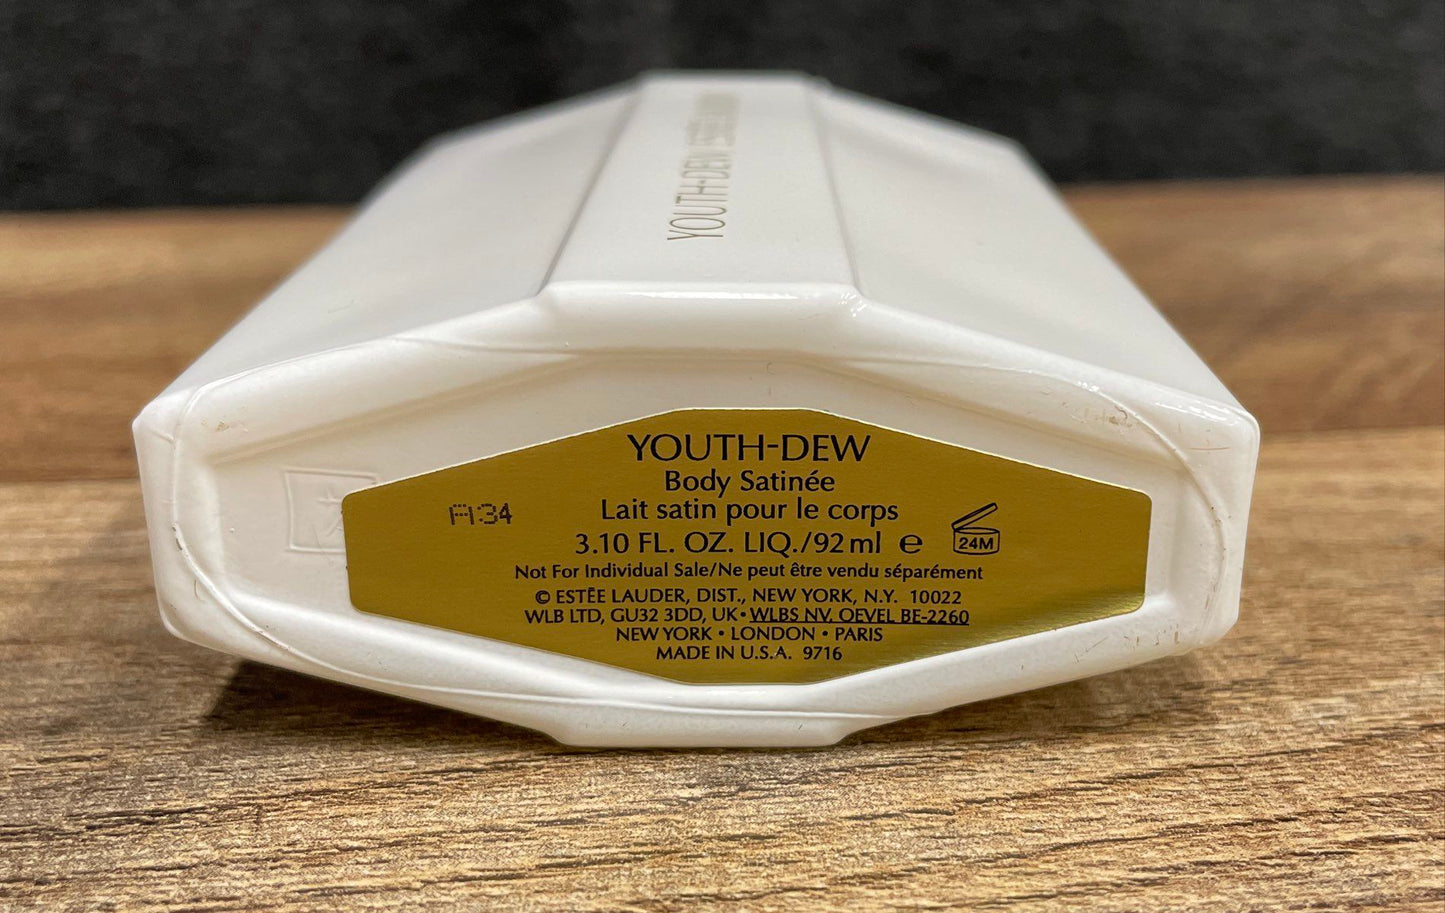 YOUTH-DEW ESTĒE LAUDER
YOUTH-DEW
Body Satinée
Lait satin pour le corps
A34
3.10 FL. OZ. LIQ./92 ml ℮
24M
Not For Individual Sale/Ne peut être vendu séparément
© ESTĒE LAUDER, DIST., NEW YORK, N.Y. 10022
WLB LTD, GU32 3DD, UK • WLBS NV, OEVEL BE-2260
NEW YORK • LONDON • PARIS
MADE IN U.S.A. 9716